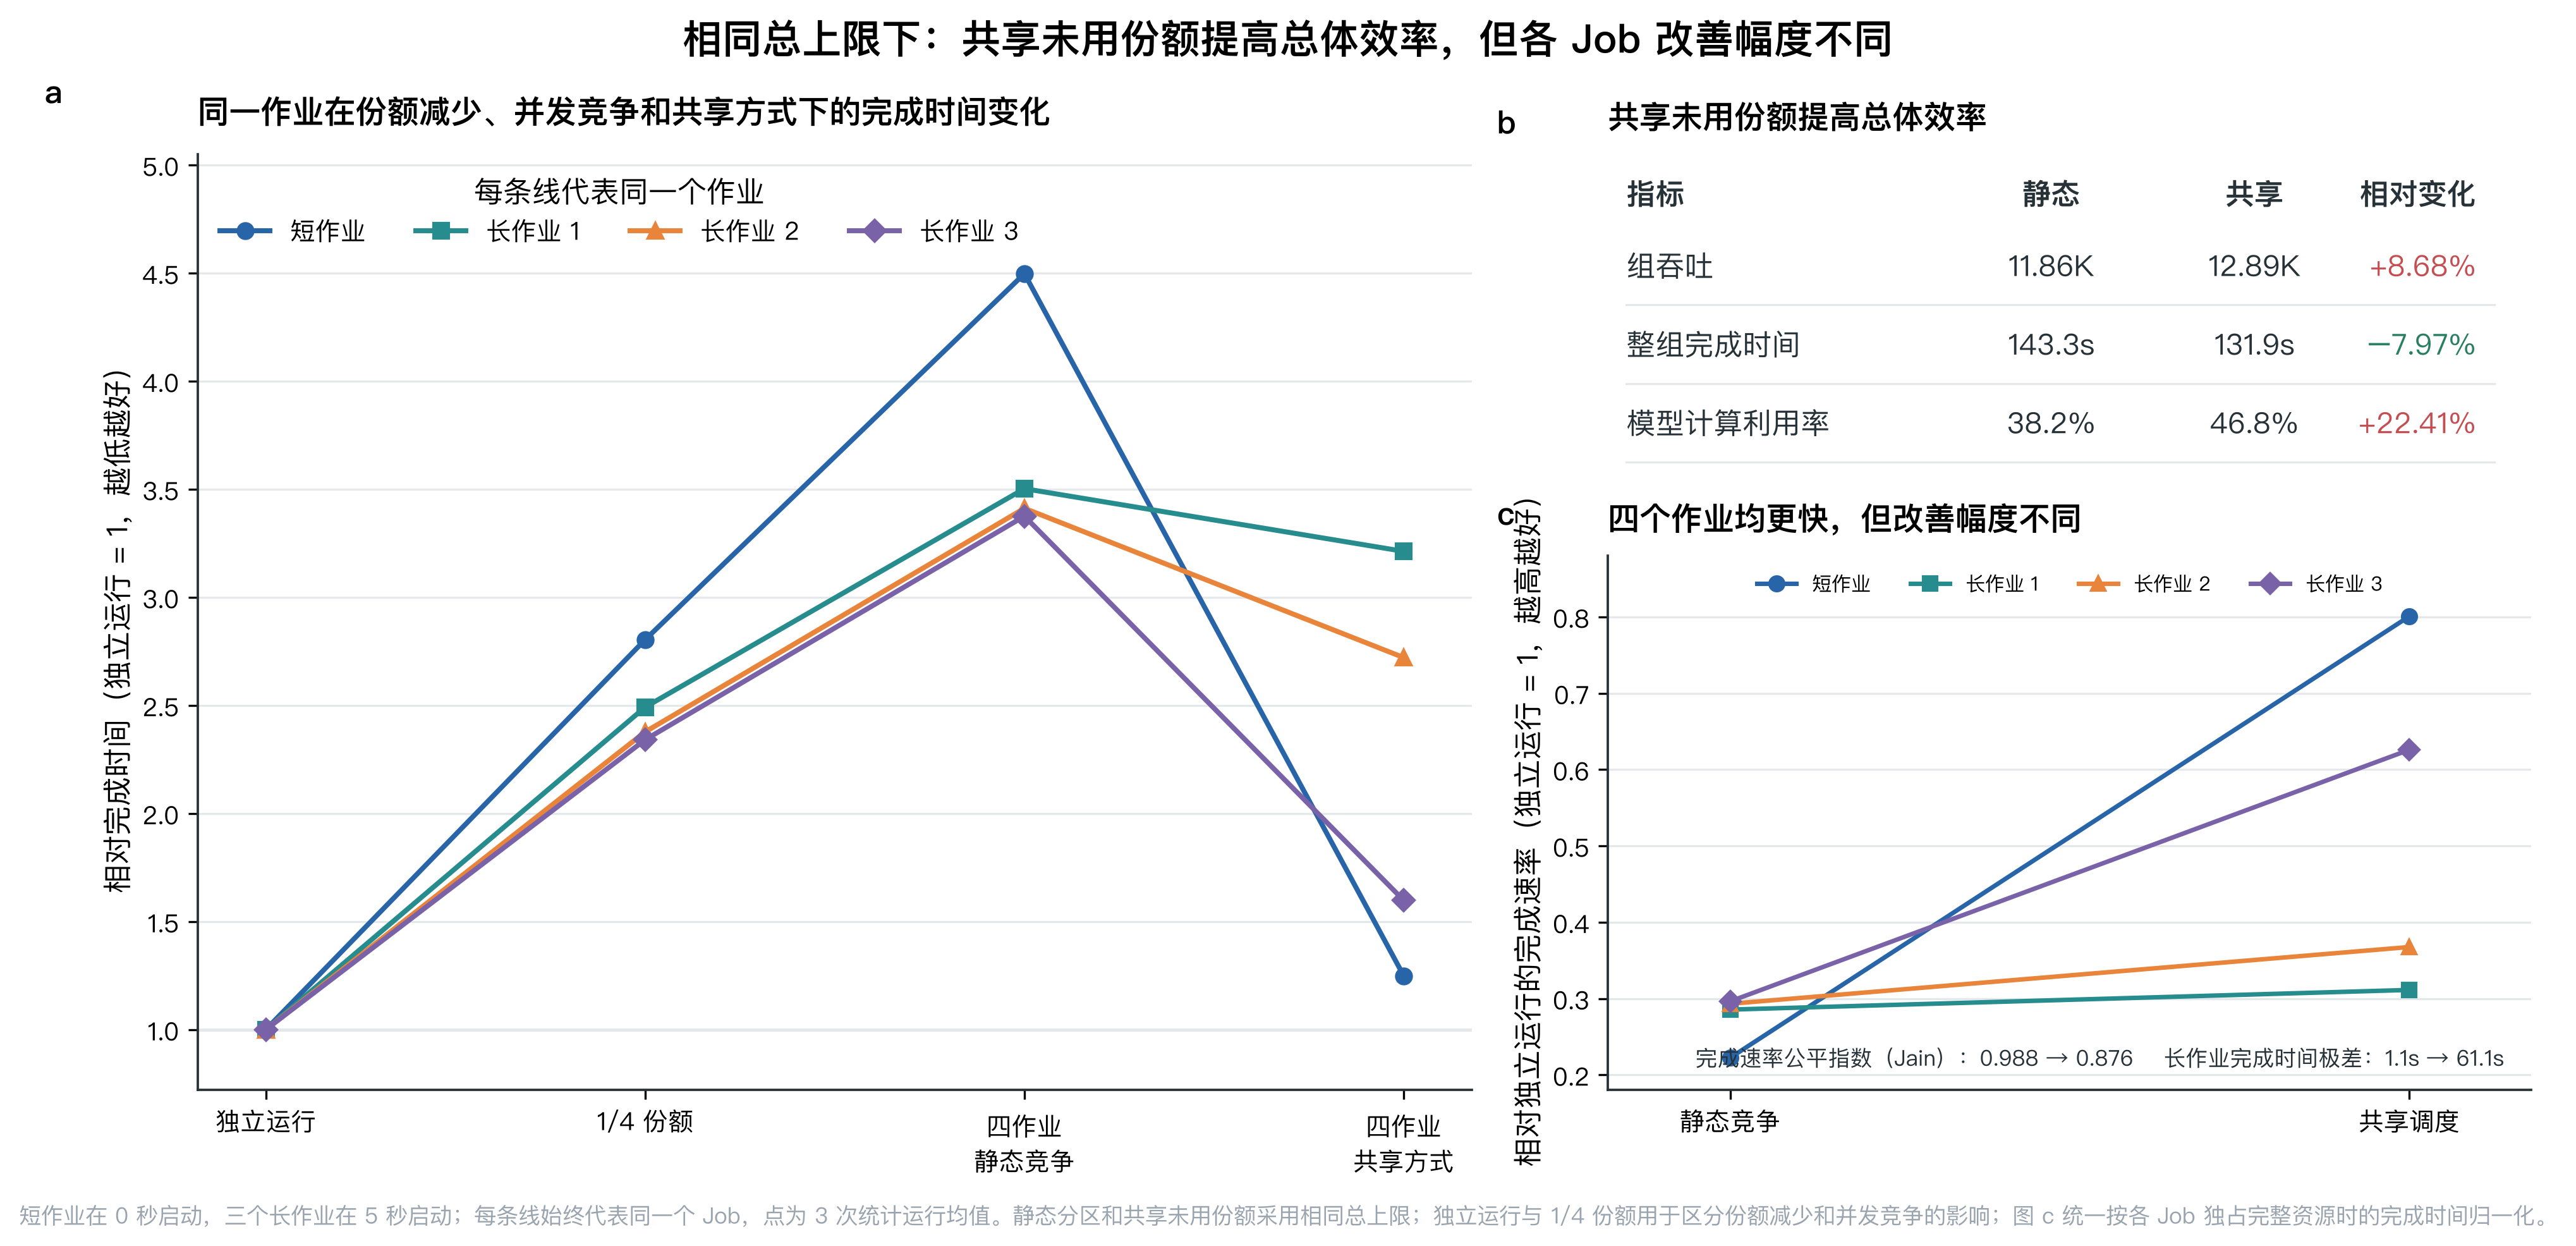 相同总上限下：共享未用份额提高总体效率，但各 Job 改善幅度不同
a
同一作业在份额减少、并发竞争和共享方式下的完成时间变化
相对完成时间（独立运行 = 1，越低越好）
5.0
4.5
4.0
3.5
3.0
2.5
2.0
1.5
1.0
每条线代表同一个作业
短作业 长作业 1 长作业 2 长作业 3
独立运行 1/4 份额 四作业 四作业
静态竞争 共享方式
b
共享未用份额提高总体效率
指标 静态 共享 相对变化
组吞吐 11.86K 12.89K +8.68%
整组完成时间 143.3s 131.9s −7.97%
模型计算利用率 38.2% 46.8% +22.41%
c
四个作业均更快，但改善幅度不同
相对独立运行的完成速率（独立运行 = 1，越高越好）
短作业 长作业 1 长作业 2 长作业 3
0.8
0.7
0.6
0.5
0.4
0.3
0.2
完成速率公平指数（Jain）：0.988 → 0.876 长作业完成时间极差：1.1s → 61.1s
静态竞争 共享调度
短作业在 0 秒启动，三个长作业在 5 秒启动；每条线始终代表同一个 Job，点为 3 次统计运行均值。静态分区和共享未用份额采用相同总上限；独立运行与 1/4 份额用于区分份额减少和并发竞争的影响；图 c 统一按各 Job 独占完整资源时的完成时间归一化。